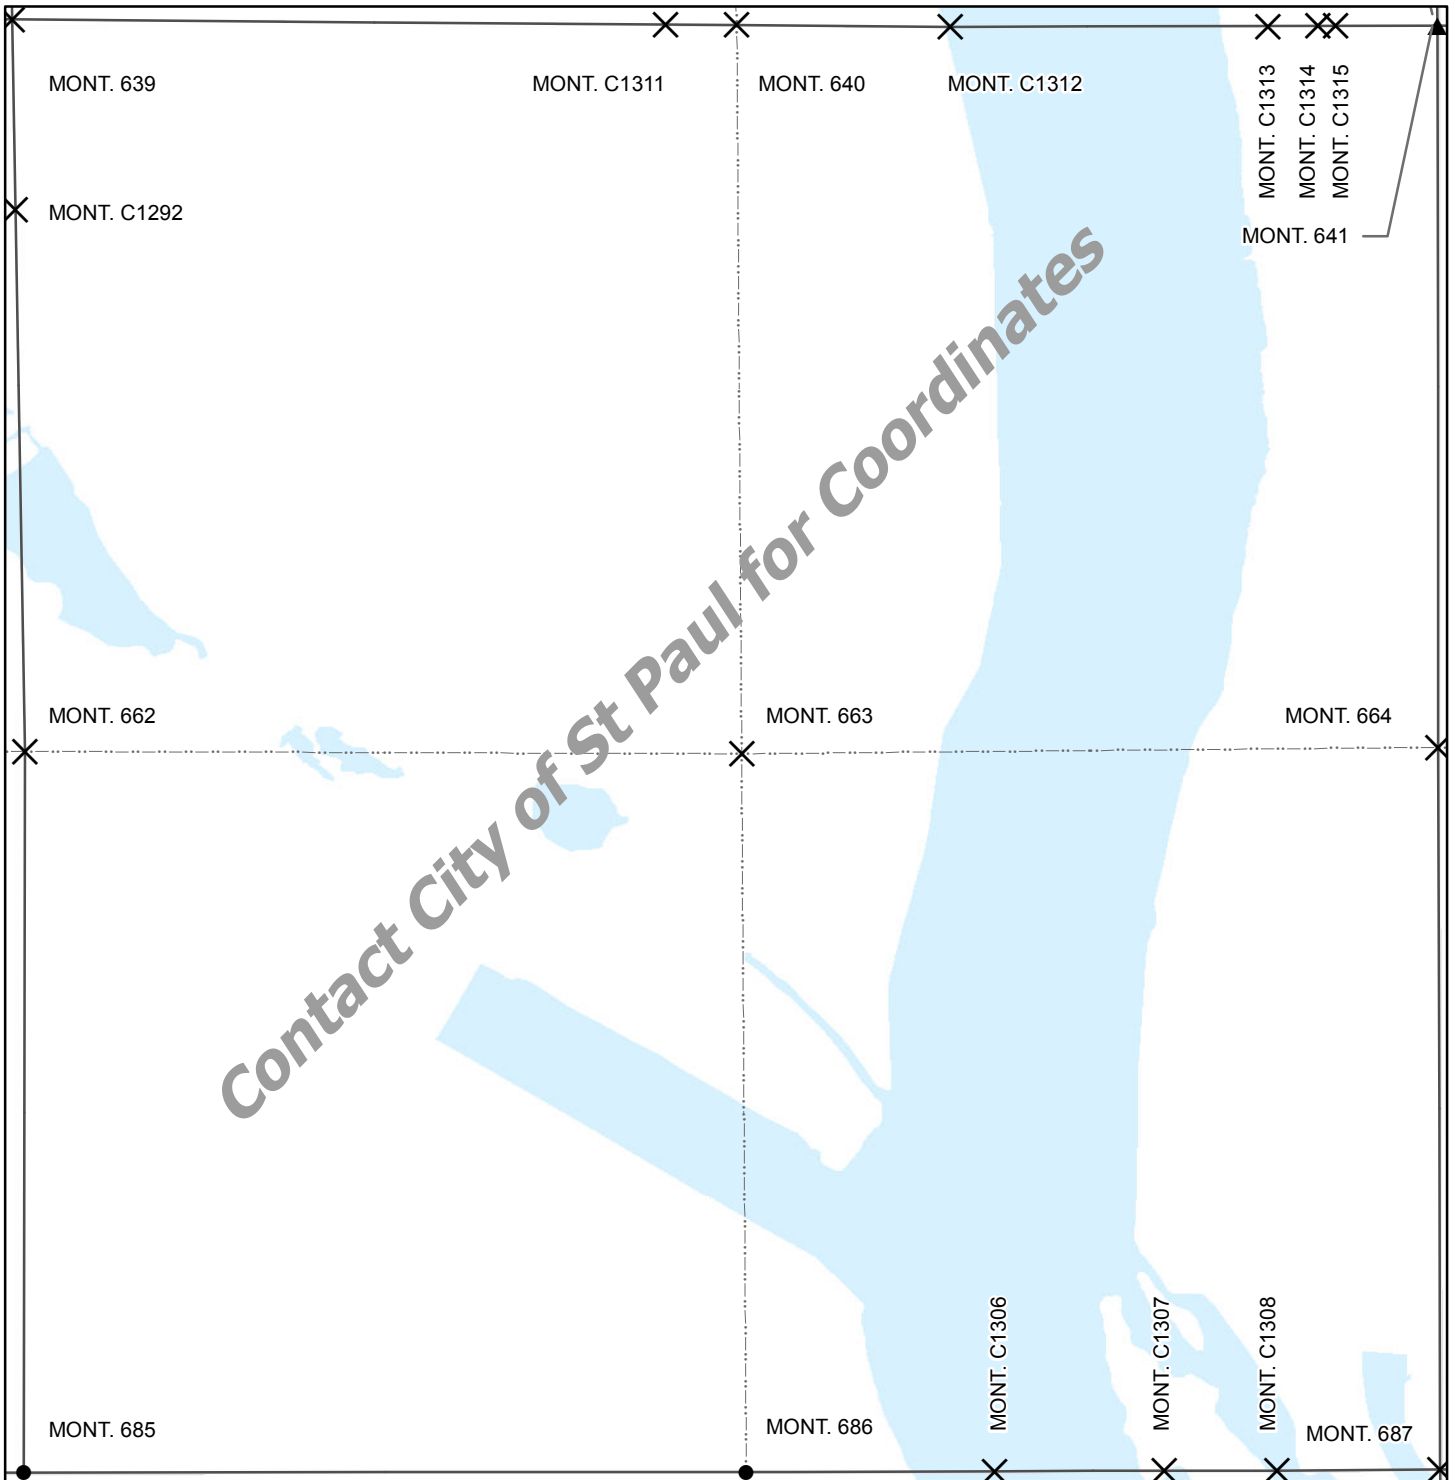 MONT. 639
MONT. C1311
MONT. 640
MONT. C1312
MONT. C1313
MONT. C1314
MONT. C1315
MONT. C1292
MONT. 641
Contact City of St Paul for Coordinates
MONT. 662
MONT. 663
MONT. 664
MONT. C1306
MONT. C1307
MONT. C1308
MONT. 685
MONT. 686
MONT. 687